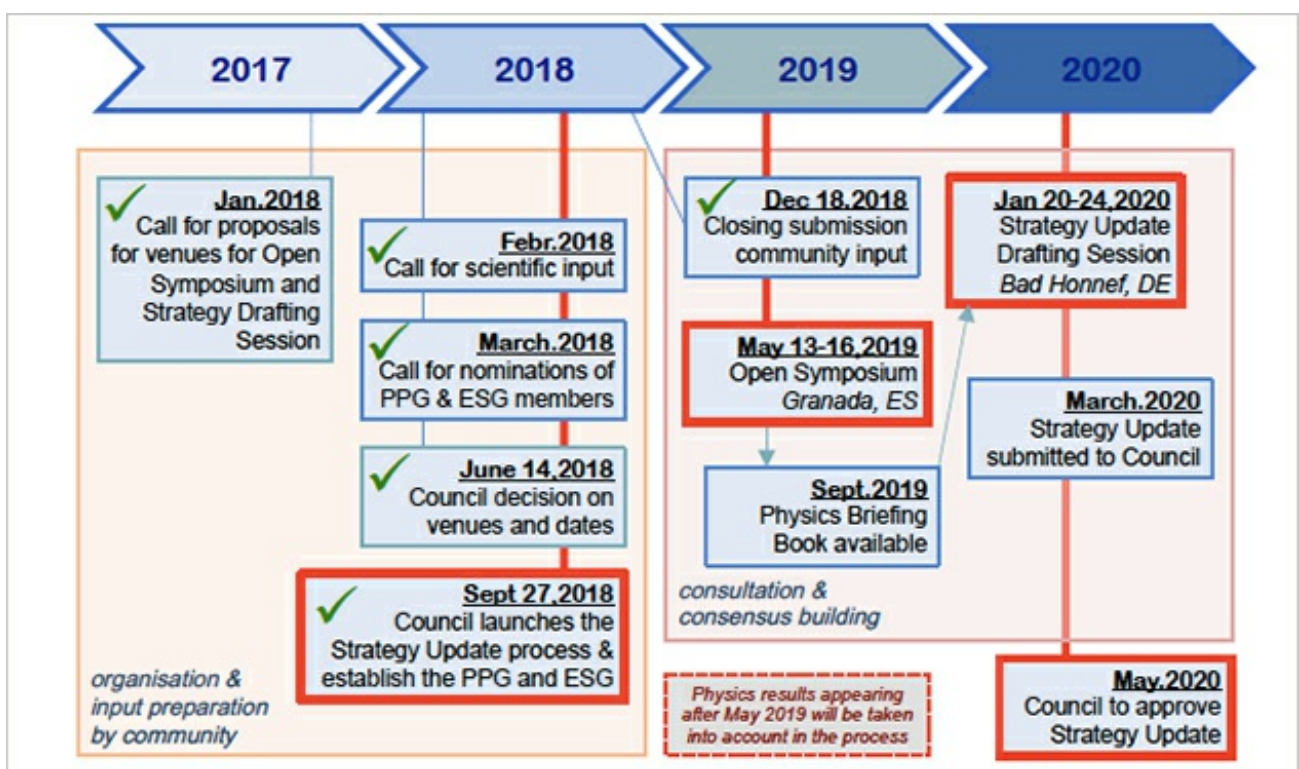 2017
2018
2019
2020
Jan.2018
Call for proposals
for venues for Open
Symposium and
Strategy Drafting
Session
Febr.2018
Call for scientific input
March.2018
Call for nominations of
PPG & ESG members
June 14,2018
Council decision on
venues and dates
Sept 27,2018
Council launches the
Strategy Update process &
establish the PPG and ESG
organisation &
input preparation
by community
Dec 18.2018
Closing submission
community input
May 13-16,2019
Open Symposium
Granada, ES
Sept.2019
Physics Briefing
Book available
consultation &
consensus building
Physics results appearing
after May 2019 will be taken
into account in the process
Jan 20-24,2020
Strategy Update
Drafting Session
Bad Honnef, DE
March.2020
Strategy Update
submitted to Council
May.2020
Council to approve
Strategy Update